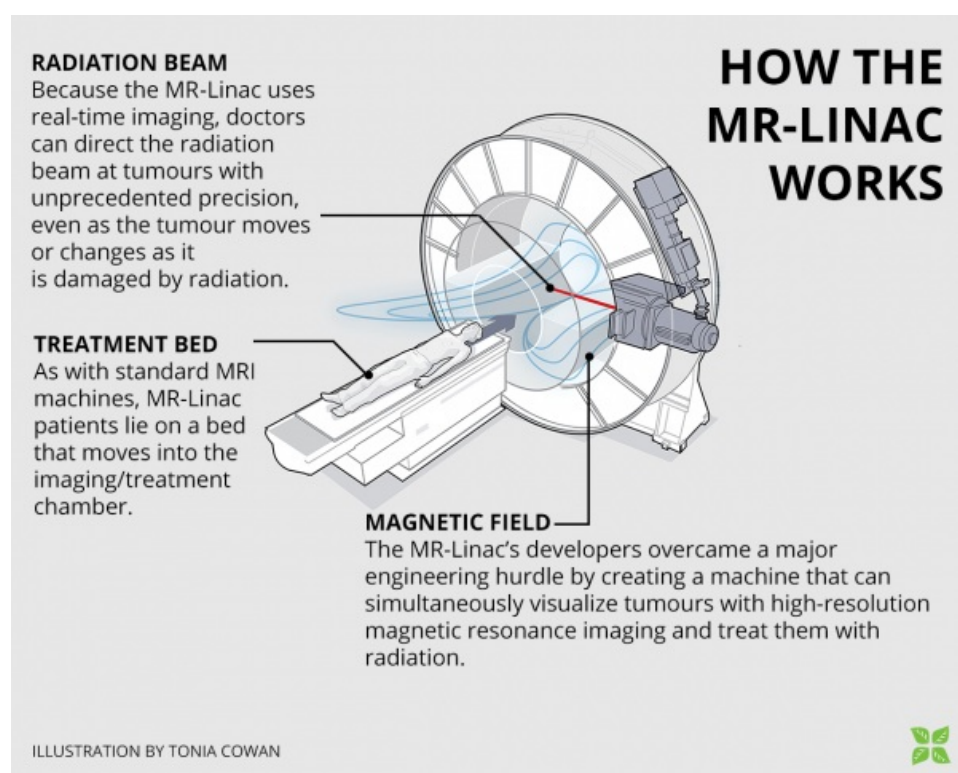 RADIATION BEAM
Because the MR-Linac uses
real-time imaging, doctors
can direct the radiation
beam at tumours with
unprecedented precision,
even as the tumour moves
or changes as it
is damaged by radiation.
HOW THE
MR-LINAC
WORKS
TREATMENT BED
As with standard MRI
machines, MR-Linac
patients lie on a bed
that moves into the
imaging/treatment
chamber.
MAGNETIC FIELD
The MR-Linac's developers overcame a major
engineering hurdle by creating a machine that can
simultaneously visualize tumours with high-resolution
magnetic resonance imaging and treat them with
radiation.
ILLUSTRATION BY TONIA COWAN